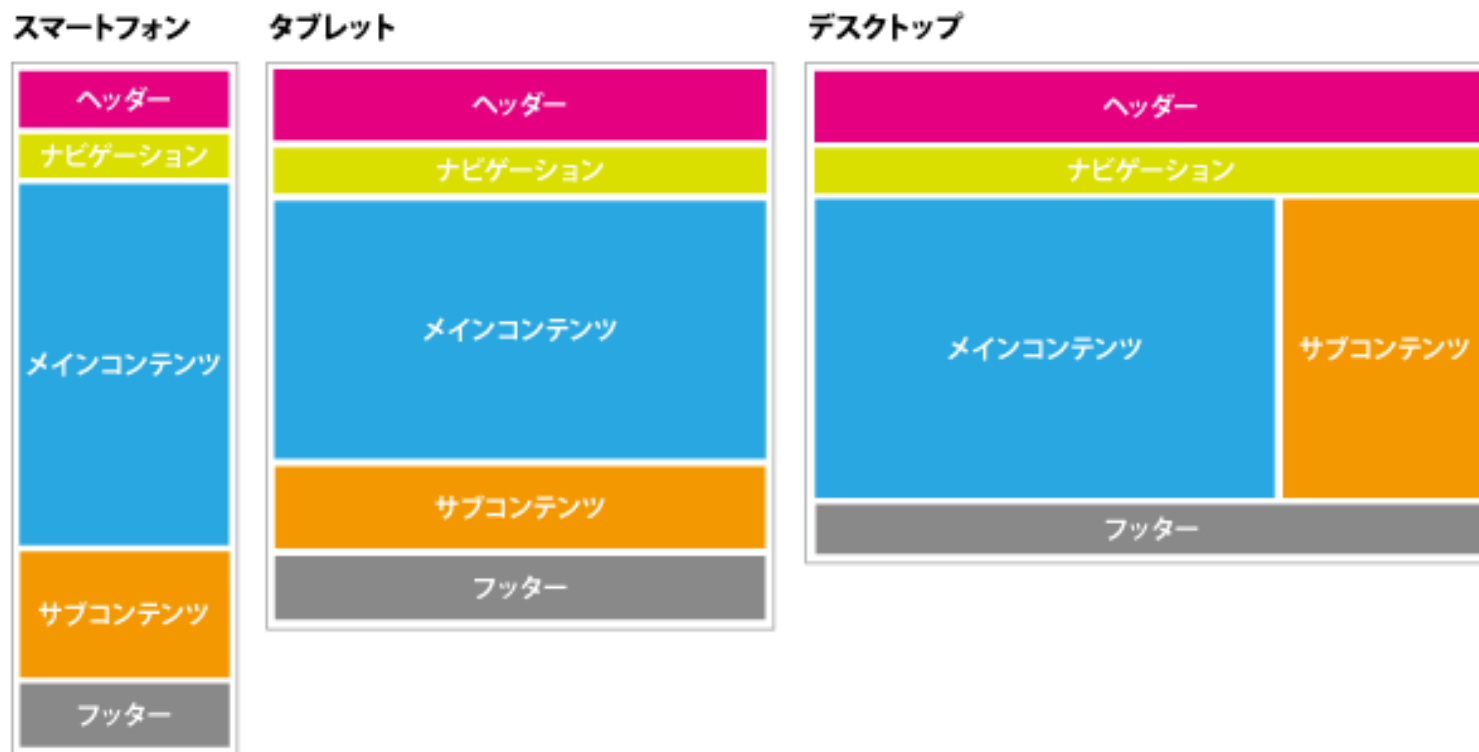 スマートフォン
ヘッダー
ナビゲーション
メインコンテンツ
サブコンテンツ
フッター
タブレット
ヘッダー
ナビゲーション
メインコンテンツ
サブコンテンツ
フッター
デスクトップ
ヘッダー
ナビゲーション
メインコンテンツ
サブコンテンツ
フッター